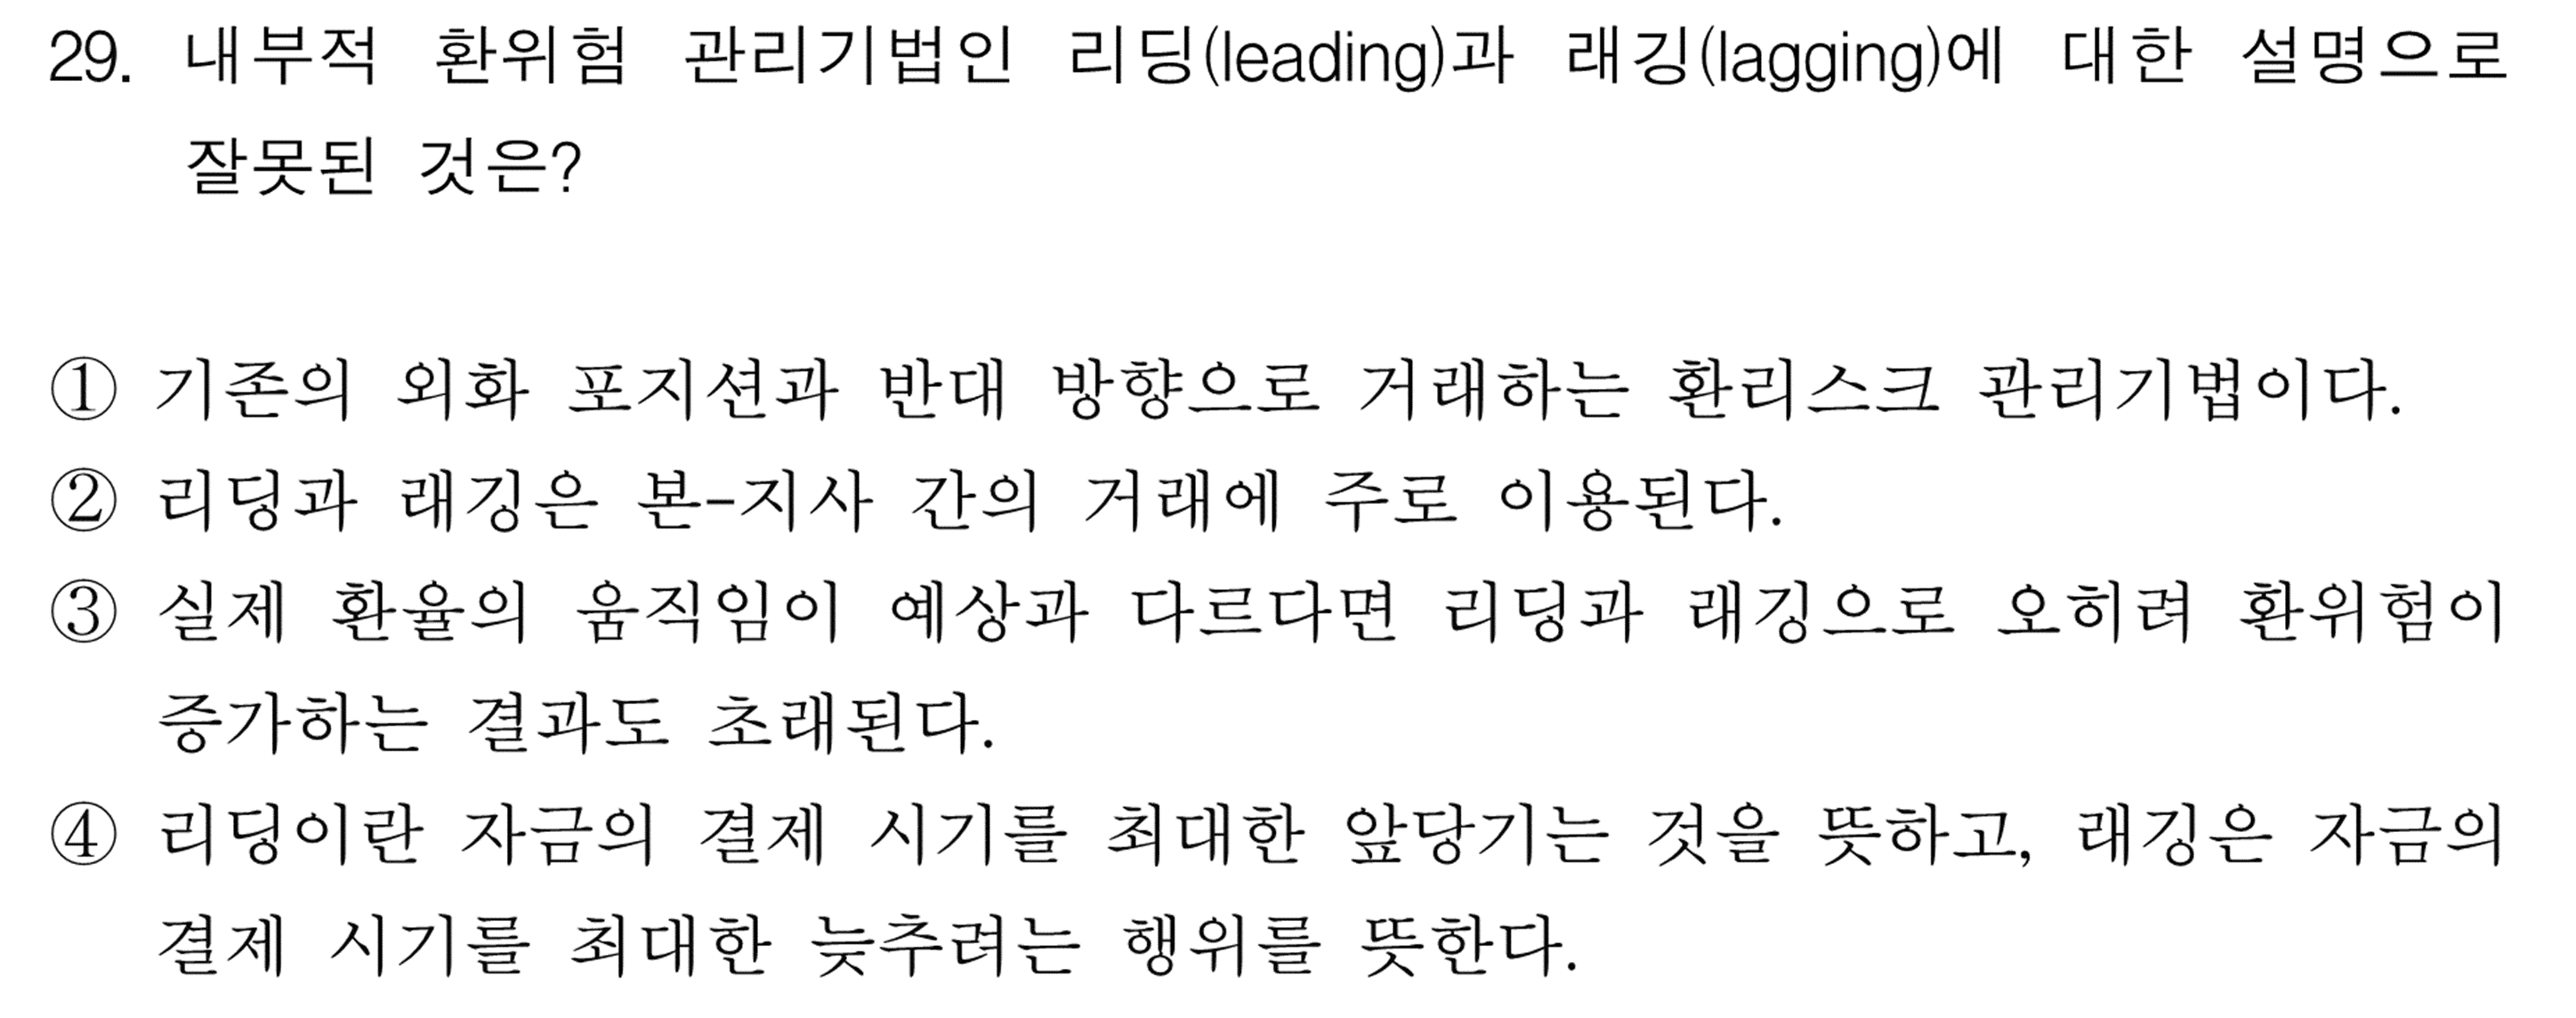 29. 내부적 환위험 관리기법인 리딩(leading)과 래깅(lagging)에 대한 설명으로
잘못된 것은?
① 기존의 외화 포지션과 반대 방향으로 거래하는 환리스크 관리기법이다.
② 리딩과 래깅은 본-지사 간의 거래에 주로 이용된다.
③ 실제 환율의 움직임이 예상과 다르다면 리딩과 래깅으로 오히려 환위험이
증가하는 결과도 초래된다.
④ 리딩이란 자금의 결제 시기를 최대한 앞당기는 것을 뜻하고, 래깅은 자금의
결제 시기를 최대한 늦추려는 행위를 뜻한다.